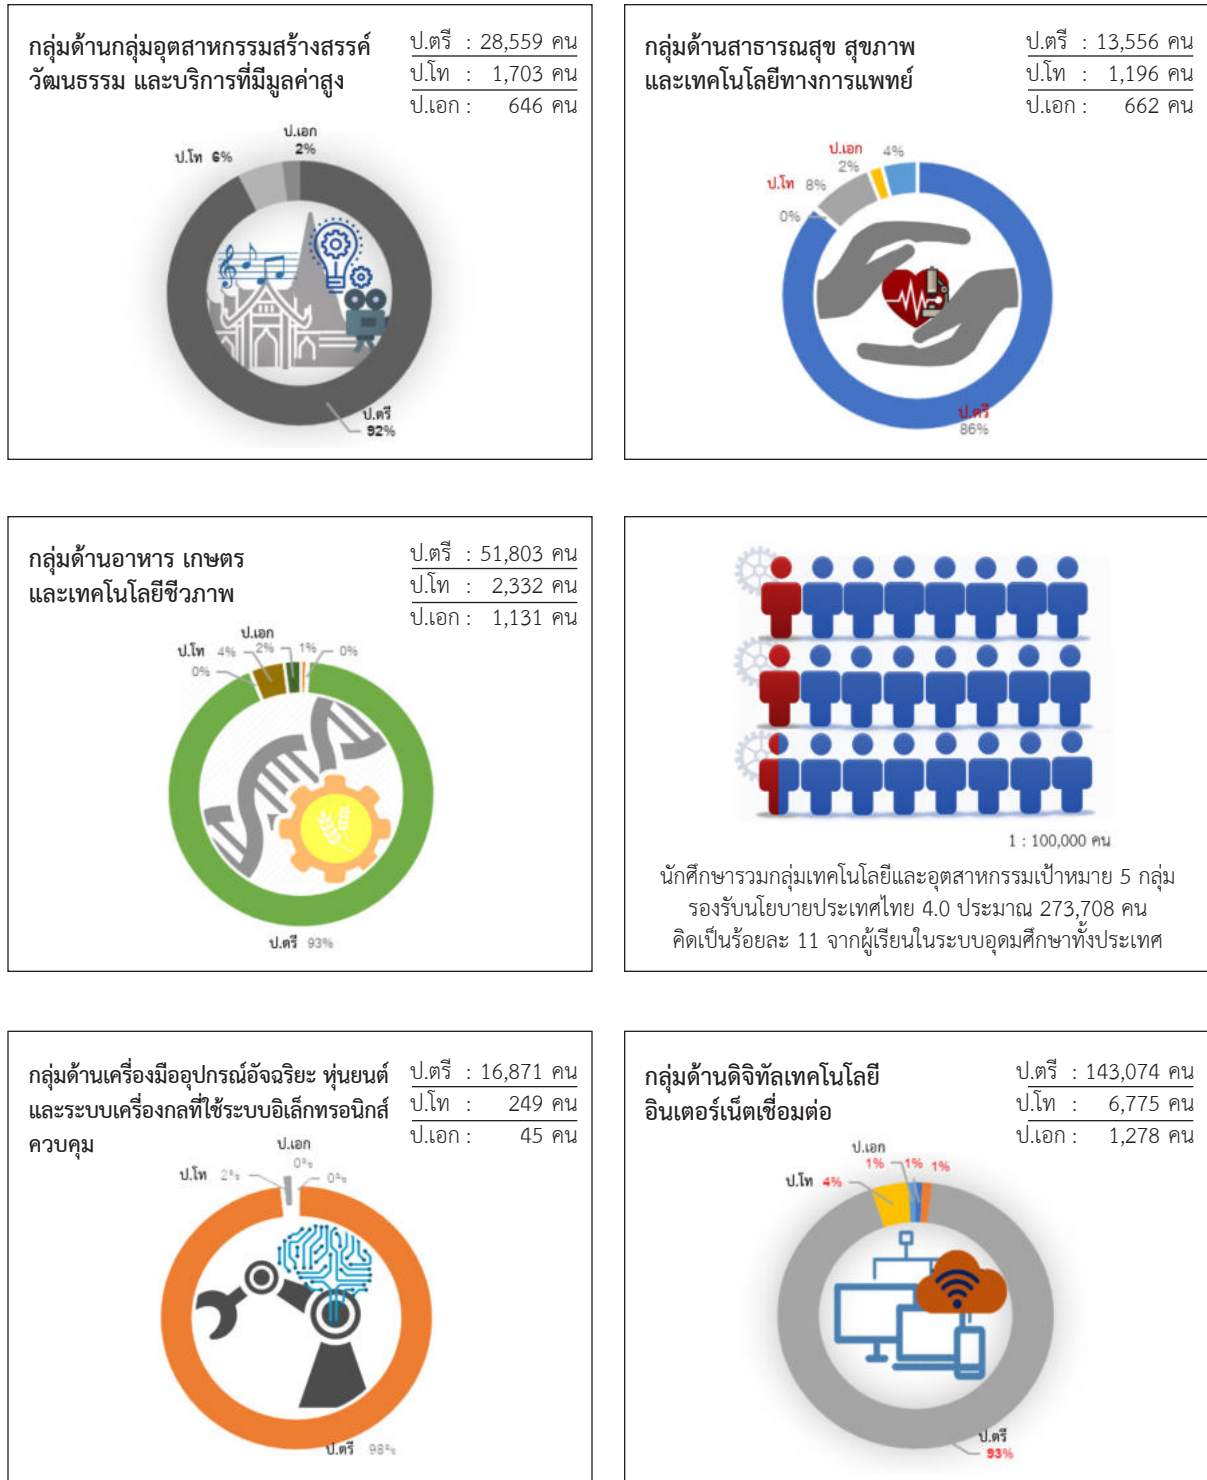 กลุ่มด้านกลุ่มอุตสาหกรรมสร้างสรรค์
วัฒนธรรม และบริการที่มีมูลค่าสูง
ป.ตรี : 28,559 คน
ป.โท : 1,703 คน
ป.เอก : 646 คน
ป.เอก
2%
ป.โท 6%
ป.ตรี
92%
กลุ่มด้านสาธารณสุข สุขภาพ
และเทคโนโลยีทางการแพทย์
ป.ตรี : 13,556 คน
ป.โท : 1,196 คน
ป.เอก : 662 คน
ป.เอก 4%
2%
ป.โท 8%
0%
ป.ตรี
86%
กลุ่มด้านอาหาร เกษตร
และเทคโนโลยีชีวภาพ
ป.ตรี : 51,803 คน
ป.โท : 2,332 คน
ป.เอก : 1,131 คน
ป.เอก
ป.โท 4% 2% 1% 0%
0%
ป.ตรี 93%
1 : 100,000 คน
นักศึกษารวมกลุ่มเทคโนโลยีและอุตสาหกรรมเป้าหมาย 5 กลุ่ม
รองรับนโยบายประเทศไทย 4.0 ประมาณ 273,708 คน
คิดเป็นร้อยละ 11 จากผู้เรียนในระบบอุดมศึกษาทั้งประเทศ
กลุ่มด้านเครื่องมืออุปกรณ์อัจฉริยะ หุ่นยนต์
และระบบเครื่องกลที่ใช้ระบบอิเล็กทรอนิกส์
ควบคุม
ป.ตรี : 16,871 คน
ป.โท : 249 คน
ป.เอก : 45 คน
ป.เอก
0%
ป.โท 2% 0%
ป.ตรี 98%
กลุ่มด้านดิจิทัลเทคโนโลยี
อินเตอร์เน็ตเชื่อมต่อ
ป.ตรี : 143,074 คน
ป.โท : 6,775 คน
ป.เอก : 1,278 คน
ป.เอก
1% 1% 1%
ป.โท 4%
ป.ตรี
93%